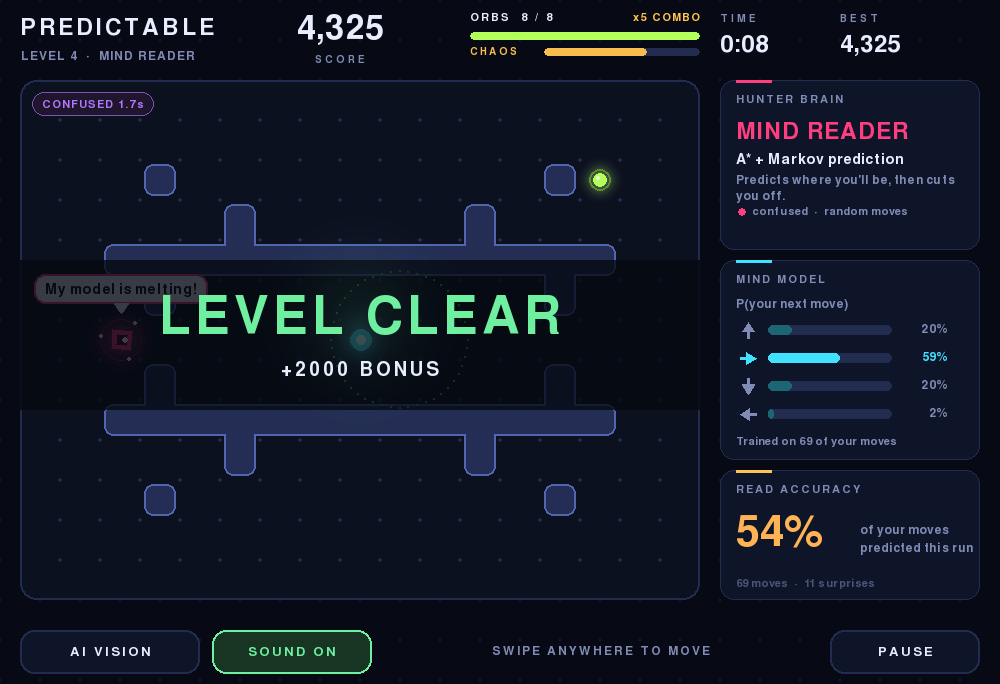 PREDICTABLE
LEVEL 4 · MIND READER
4,325
SCORE
ORBS 8 / 8
x5 COMBO
CHAOS
TIME
0:08
BEST
4,325
CONFUSED 1.7s
My model is melting!
LEVEL CLEAR
+2000 BONUS
HUNTER BRAIN
MIND READER
A* + Markov prediction
Predicts where you'll be, then cuts
you off.
confused · random moves
MIND MODEL
P(your next move)
20%
59%
20%
2%
Trained on 69 of your moves
READ ACCURACY
54%
of your moves
predicted this run
69 moves · 11 surprises
AI VISION
SOUND ON
SWIPE ANYWHERE TO MOVE
PAUSE